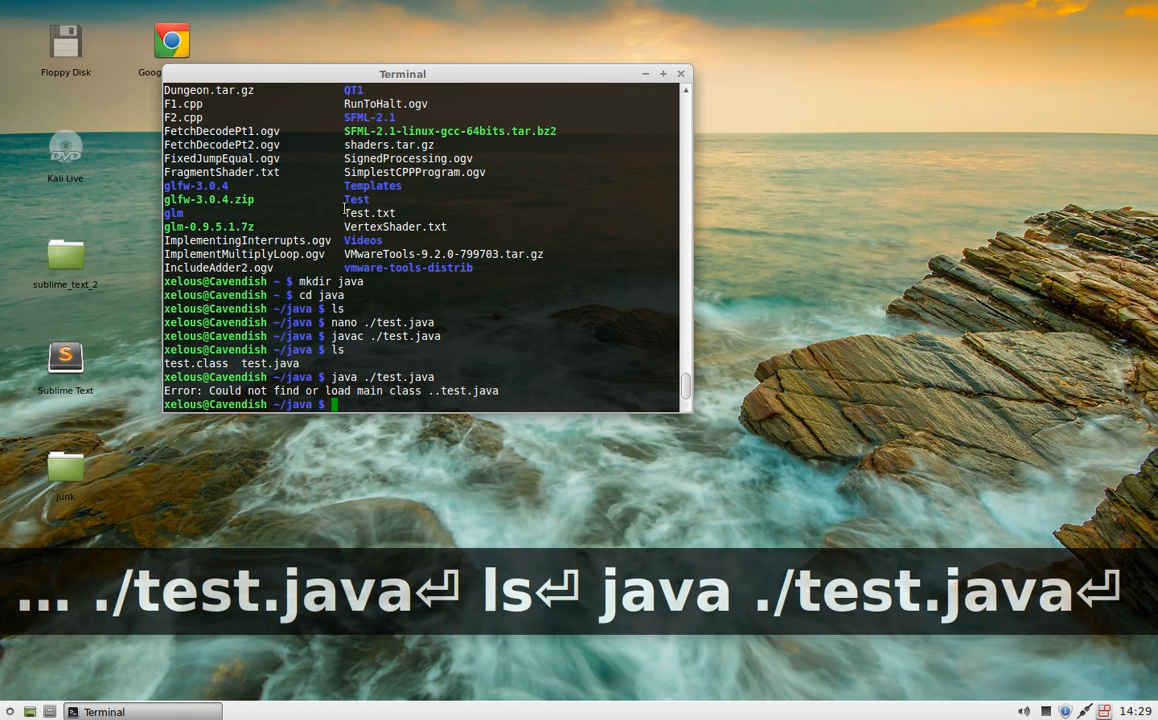 Floppy Disk
Goog
Kali Live
sublime_text_2
Sublime Text
Junk
Terminal
Dungeon.tar.gz QT1
F1.cpp RunToHalt.ogv
F2.cpp SFML-2.1
FetchDecodePt1.ogv SFML-2.1-linux-gcc-64bits.tar.bz2
FetchDecodePt2.ogv shaders.tar.gz
FixedJumpEqual.ogv SignedProcessing.ogv
FragmentShader.txt SimplestCPPProgram.ogv
glfw-3.0.4 Templates
glfw-3.0.4.zip Test
glm Test.txt
glm-0.9.5.1.7z VertexShader.txt
ImplementingInterrupts.ogv Videos
ImplementMultiplyLoop.ogv VMwareTools-9.2.0-799703.tar.gz
IncludeAdder2.ogv vmware-tools-distrib
xelous@Cavendish ~ $ mkdir java
xelous@Cavendish ~ $ cd java
xelous@Cavendish ~/java $ ls
xelous@Cavendish ~/java $ nano ./test.java
xelous@Cavendish ~/java $ javac ./test.java
xelous@Cavendish ~/java $ ls
test.class test.java
xelous@Cavendish ~/java $ java ./test.java
Error: Could not find or load main class ..test.java
xelous@Cavendish ~/java $
... ./test.java⏎ ls⏎ java ./test.java⏎
Terminal
14:29
DVD